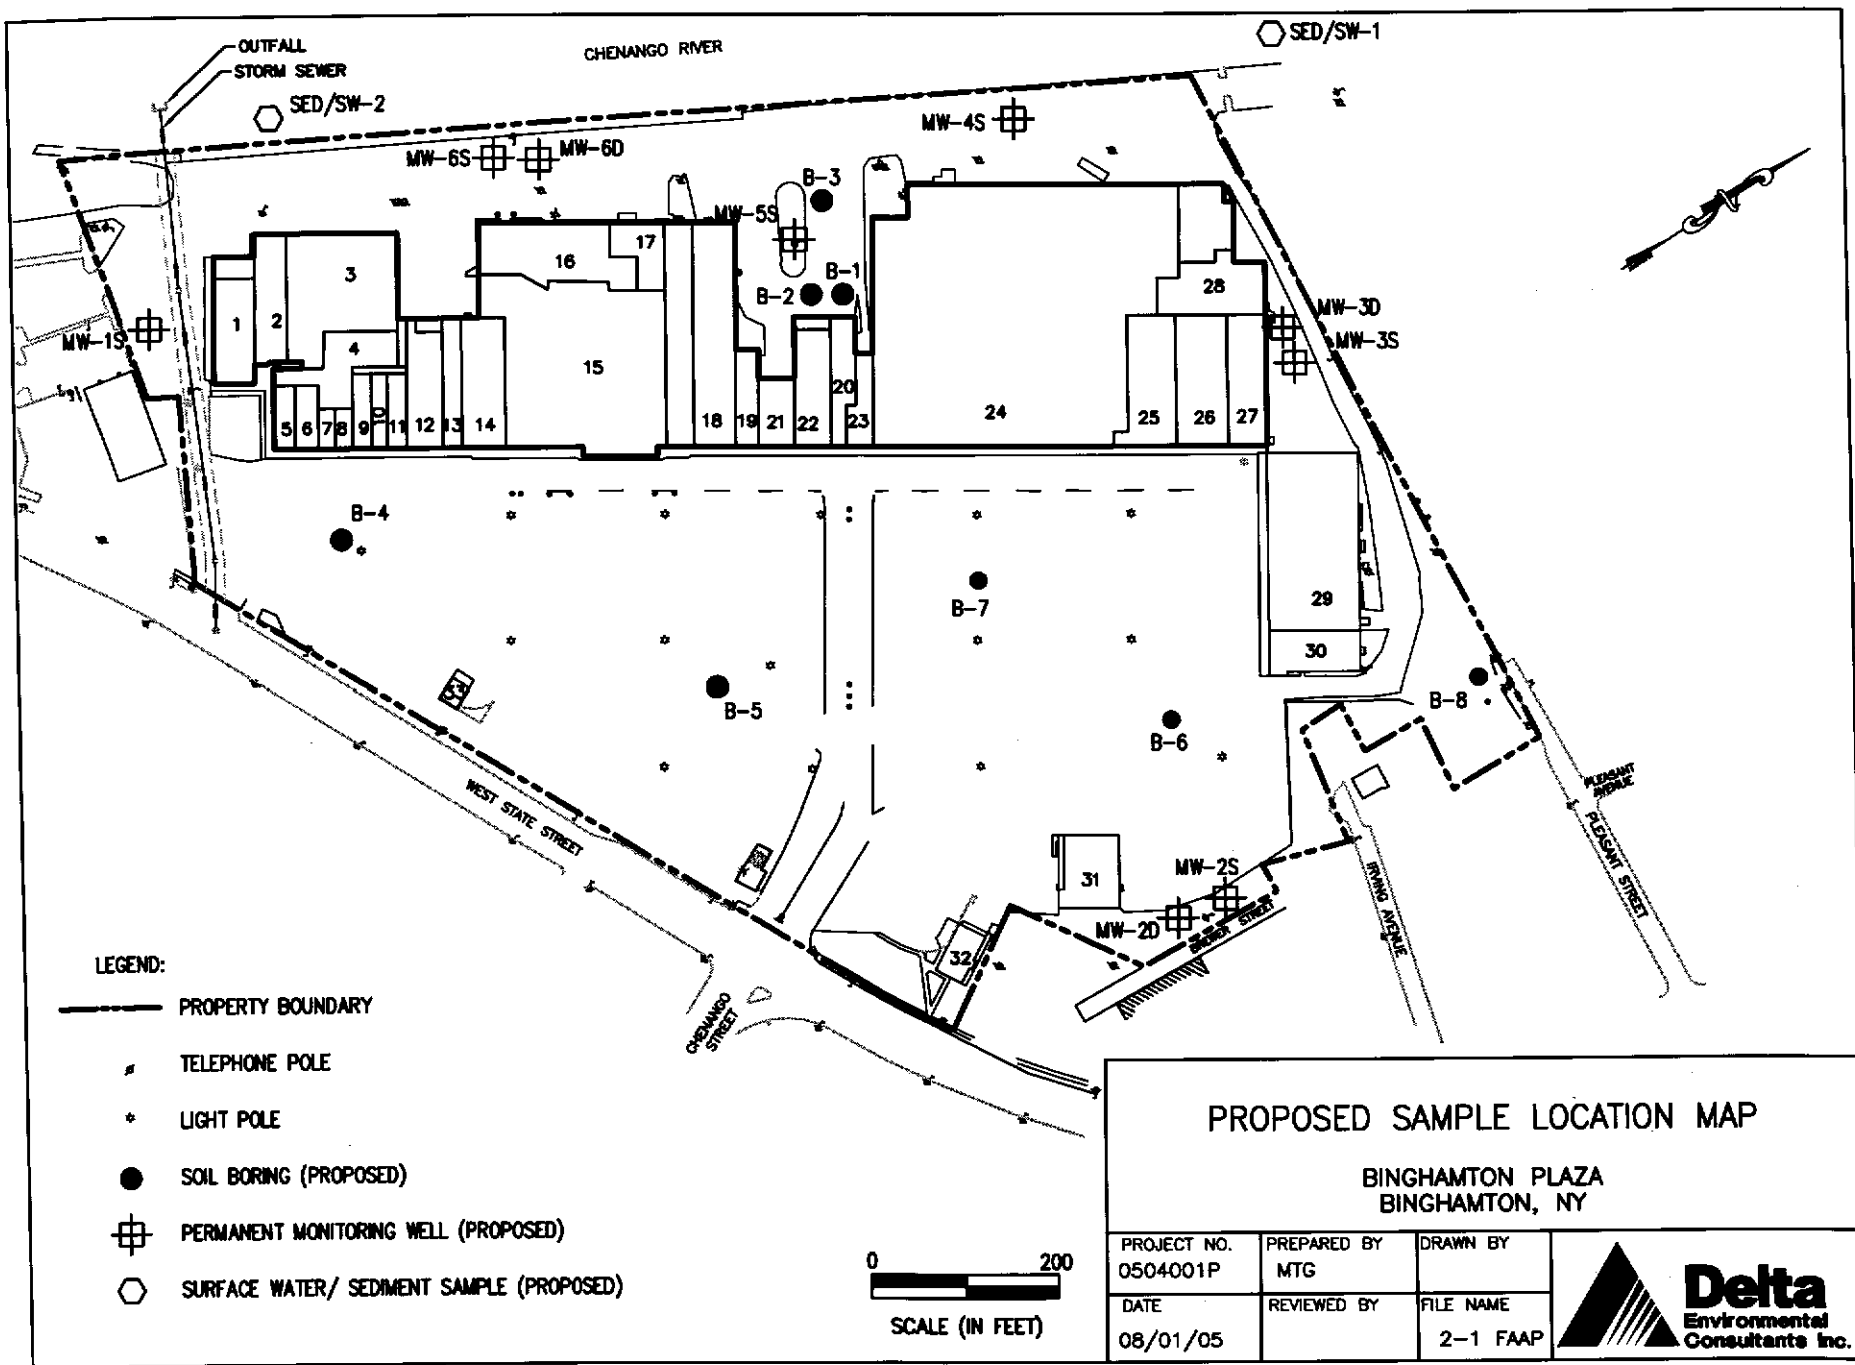 OUTFALL
STORM SEWER
CHENANGO RIVER
SED/SW-1
SED/SW-2
MW-4S
MW-6S
MW-6D
B-3
MW-5S
B-1
B-2
MW-3D
MW-3S
MW-1S
1
2
3
4
5
6
7
8
9
10
11
12
13
14
15
16
17
18
19
20
21
22
23
24
25
26
27
28
29
30
B-4
B-7
B-5
B-6
B-8
WEST STATE STREET
PLEASANT
AVENUE
PLEASANT STREET
IRVING AVENUE
31
MW-2S
MW-2D
BREWER STREET
32
CHENANGO
STREET
LEGEND:
PROPERTY BOUNDARY
TELEPHONE POLE
LIGHT POLE
SOIL BORING (PROPOSED)
PERMANENT MONITORING WELL (PROPOSED)
SURFACE WATER/ SEDIMENT SAMPLE (PROPOSED)
0 200
SCALE (IN FEET)
PROPOSED SAMPLE LOCATION MAP
BINGHAMTON PLAZA
BINGHAMTON, NY
PROJECT NO. PREPARED BY DRAWN BY
0504001P MTG
DATE REVIEWED BY FILE NAME
08/01/05 2-1 FAAP
Delta
Environmental
Consultants Inc.